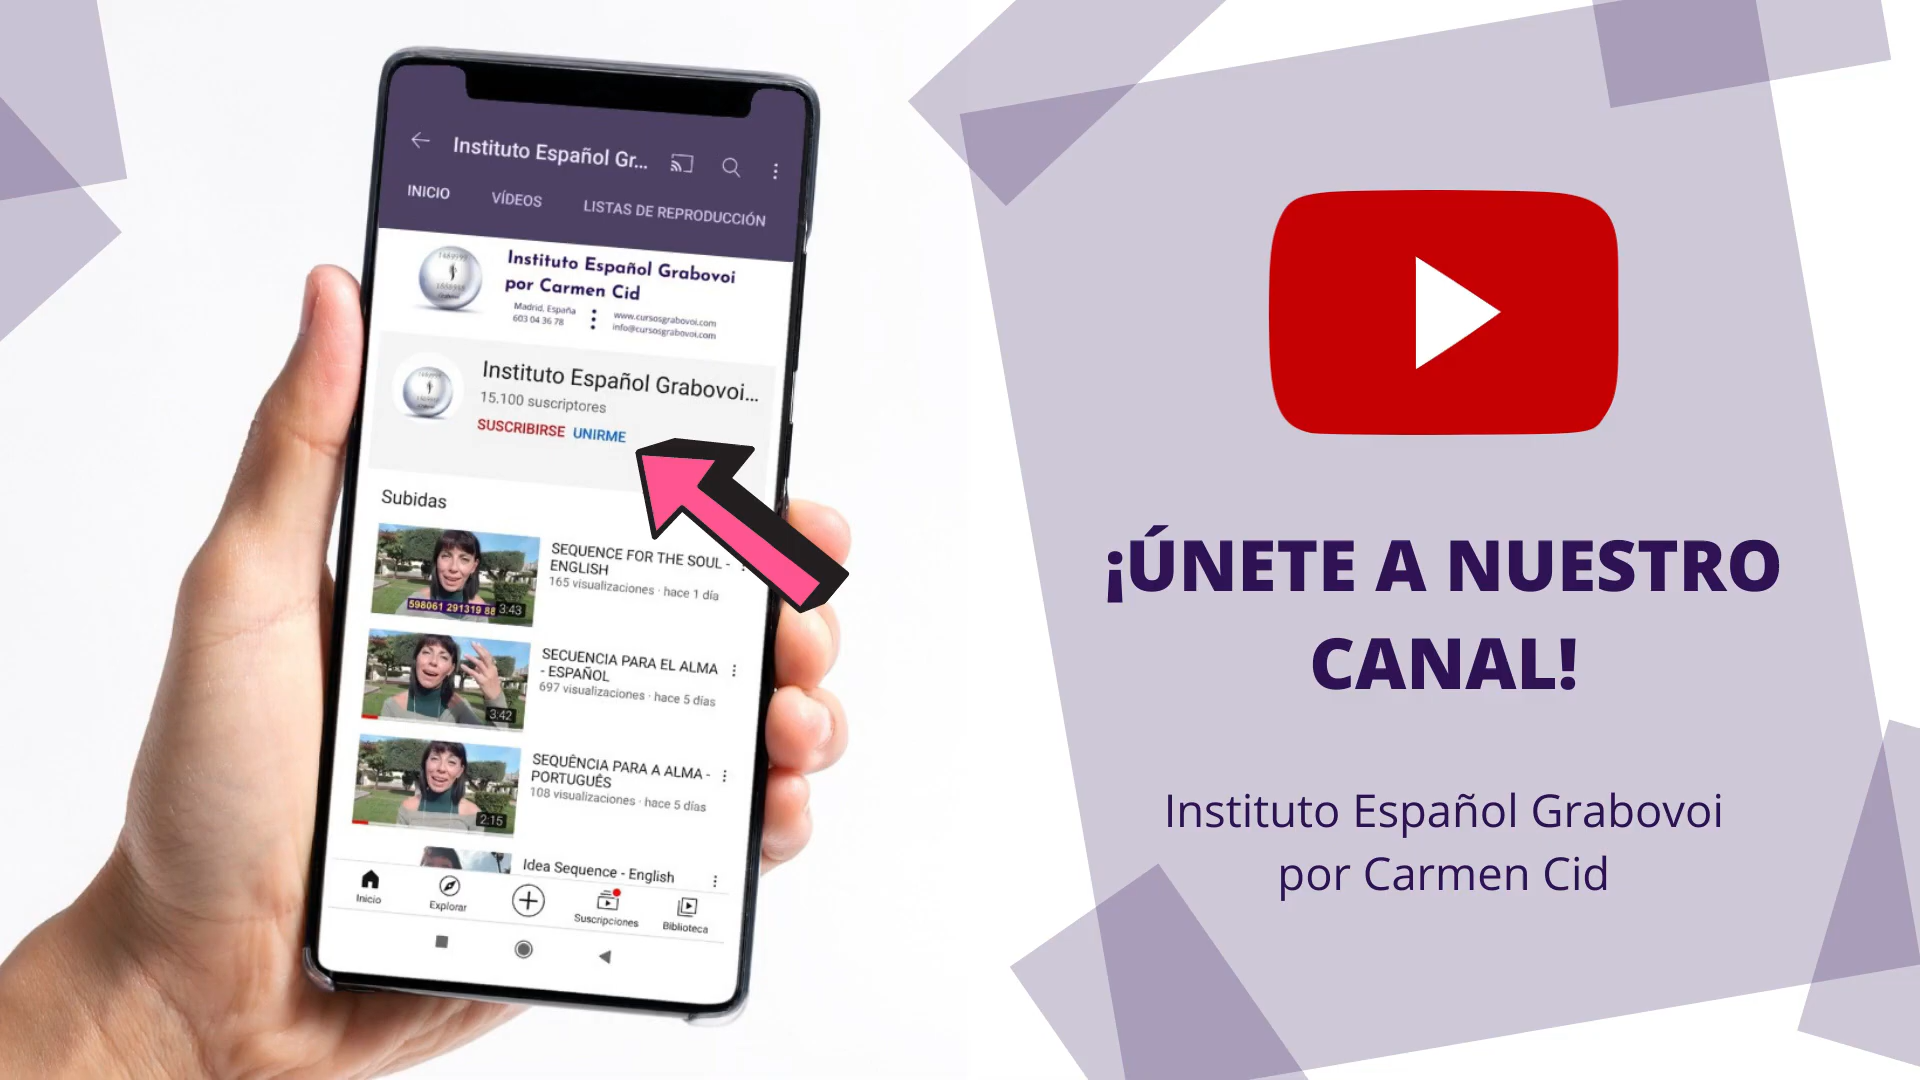 Instituto Español Gr...
INICIO
VÍDEOS
LISTAS DE REPRODUCCIÓN
Instituto Español Grabovoi
por Carmen Cid
Madrid, España
603 04 36 78
www.cursosgrabovoi.com
info@cursosgrabovoi.com
Instituto Español Grabovoi...
15.100 suscriptores
SUSCRIBIRSE UNIRME
Subidas
598061 291319 88
3:43
SEQUENCE FOR THE SOUL -
ENGLISH
165 visualizaciones · hace 1 día
3:42
SECUENCIA PARA EL ALMA
- ESPAÑOL
697 visualizaciones · hace 5 días
2:15
SEQUÊNCIA PARA A ALMA -
PORTUGUÊS
108 visualizaciones · hace 5 días
Idea Sequence - English
Inicio
Explorar
Suscripciones
Biblioteca
¡ÚNETE A NUESTRO
CANAL!
Instituto Español Grabovoi
por Carmen Cid